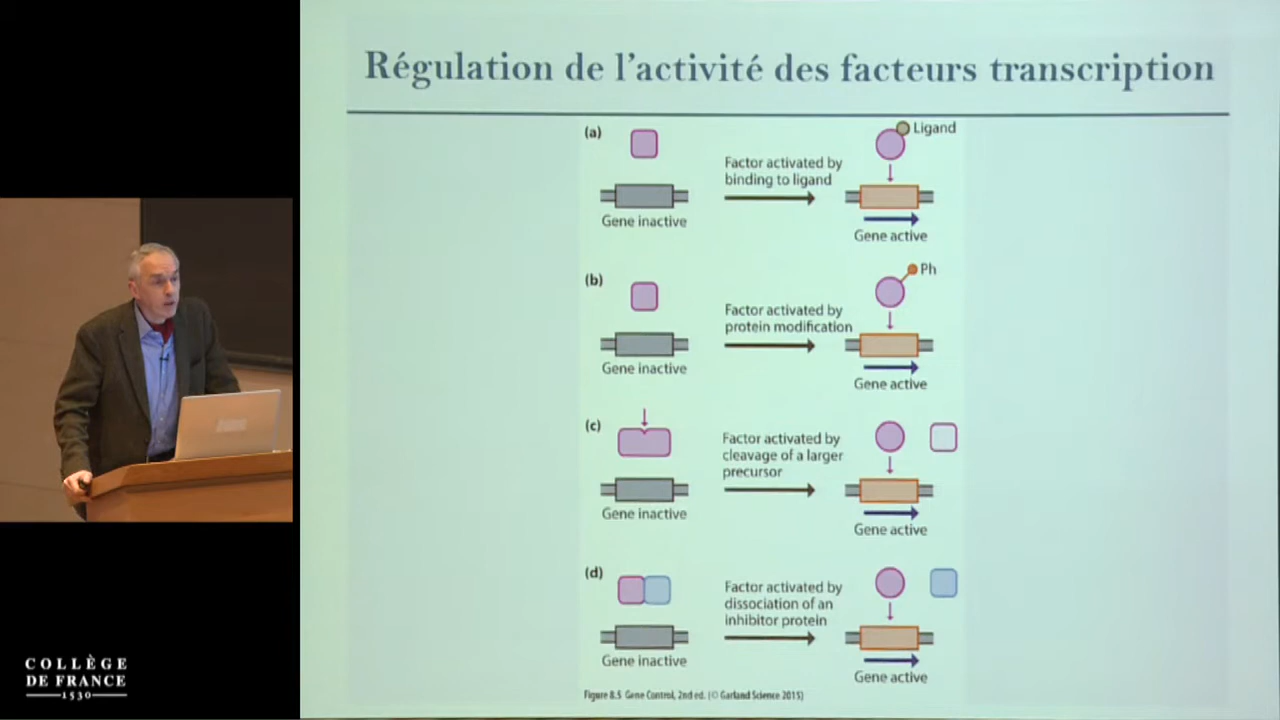 Régulation de l’activité des facteurs transcription
(a)
Ligand
Factor activated by
binding to ligand
Gene inactive
Gene active
(b)
Ph
Factor activated by
protein modification
Gene inactive
Gene active
(c)
Factor activated by
cleavage of a larger
precursor
Gene inactive
Gene active
(d)
Factor activated by
dissociation of an
inhibitor protein
Gene inactive
Gene active
Figure 8.5 Gene Control, 2nd ed. (© Garland Science 2015)
COLLÈGE
DE FRANCE
1530